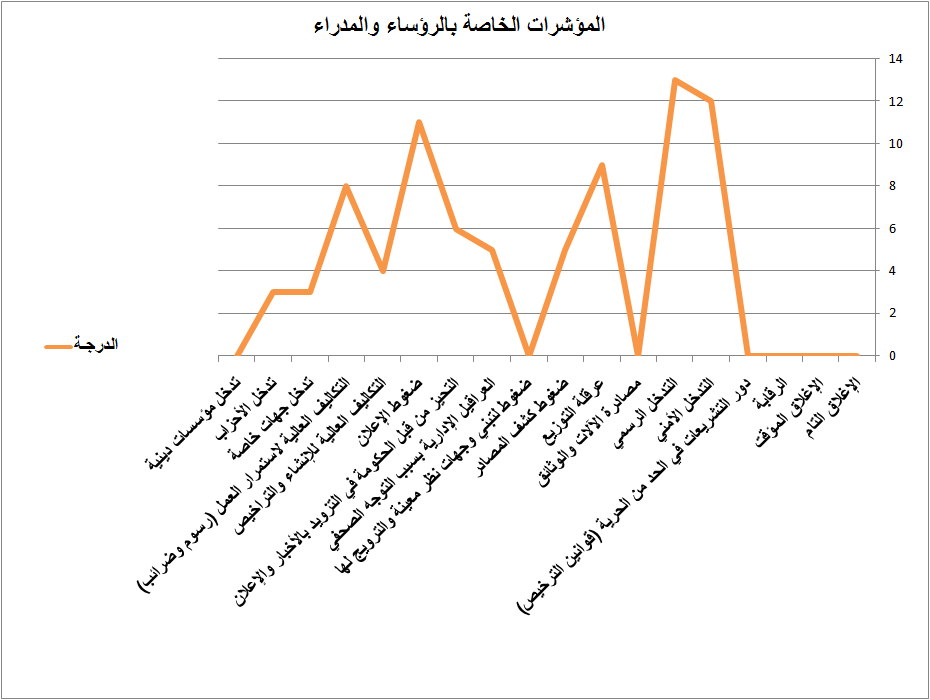 المؤشرات الخاصة بالرؤساء والمدراء
14
12
10
8
6
4
2
0
الدرجة
الإغلاق التام
الإغلاق المؤقت
الرقابة
دور التشريعات في الحد من الحرية (قوانين الترخيص)
التدخل الأمني
التدخل الرسمي
مصادرة الآلات والوثائق
عرقلة التوزيع
ضغوط كشف المصادر
ضغوط لتبني وجهات نظر معينة والترويج لها
العراقيل الإدارية بسبب التوجه الصحفي
التحيز من قبل الحكومة في التزويد بالأخبار والإعلان
ضغوط الإعلان
التكاليف العالية للإنشاء والتراخيص
التكاليف العالية لاستمرار العمل (رسوم وضرائب)
تدخل جهات خاصة
تدخل الأحزاب
تدخل مؤسسات دينية